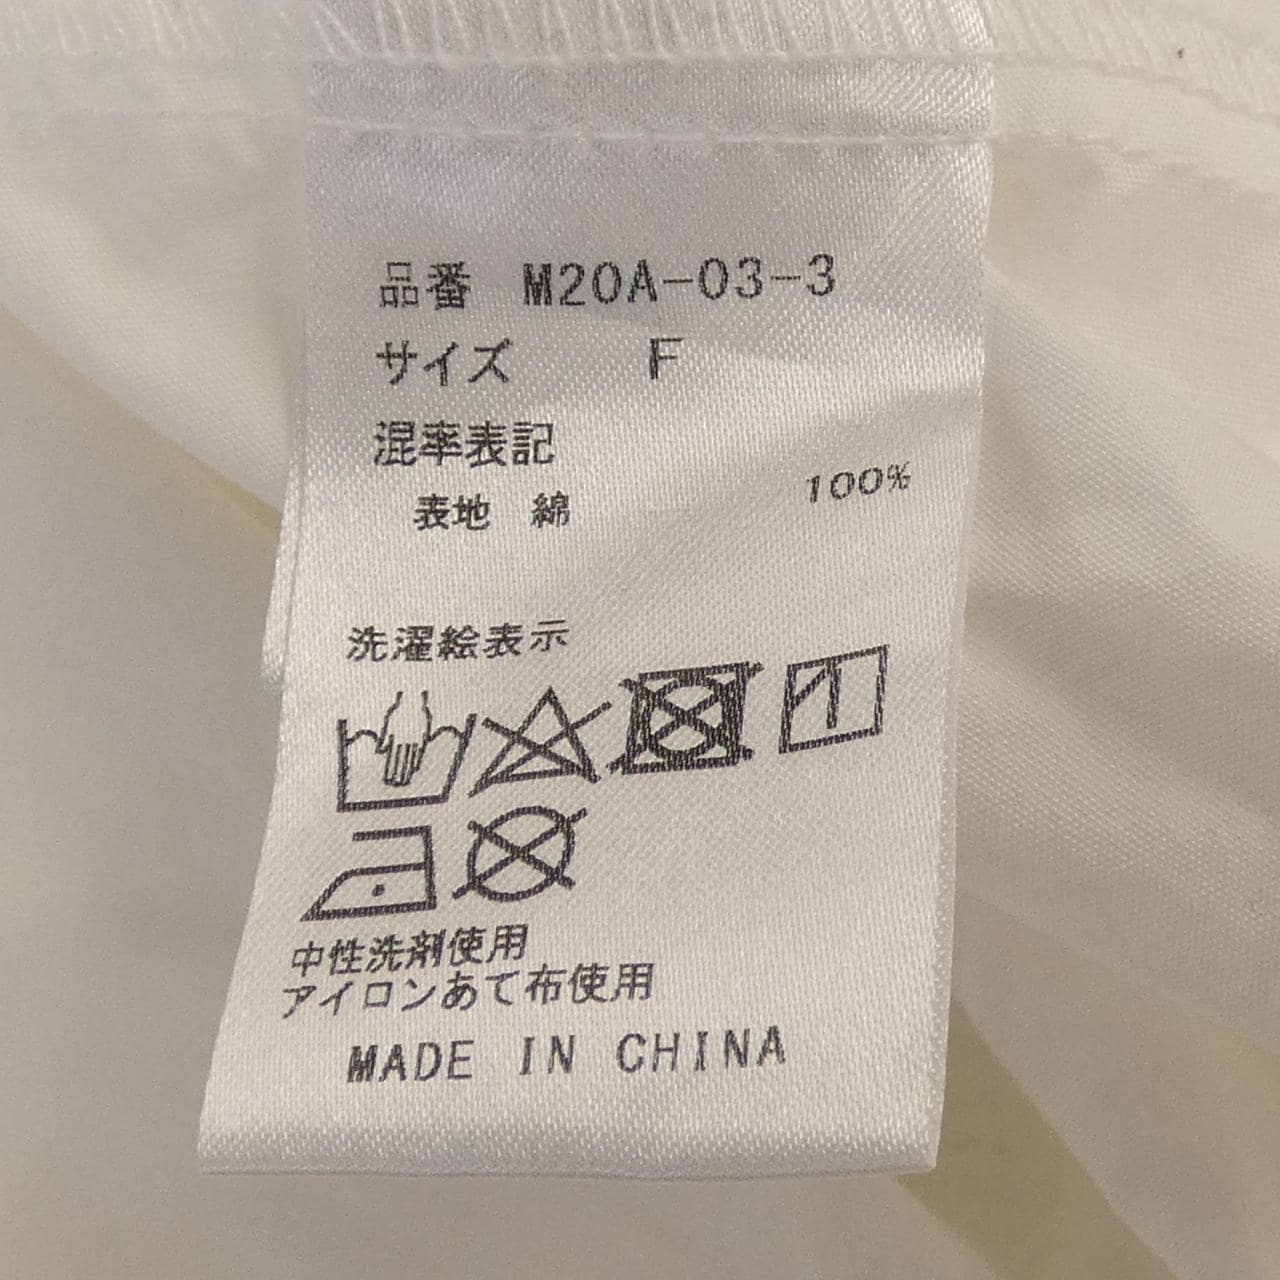 品番 M20A-03-3
サイズ F
混率表記
表地 綿 100%
洗濯絵表示
中性洗剤使用
アイロンあて布使用
MADE IN CHINA